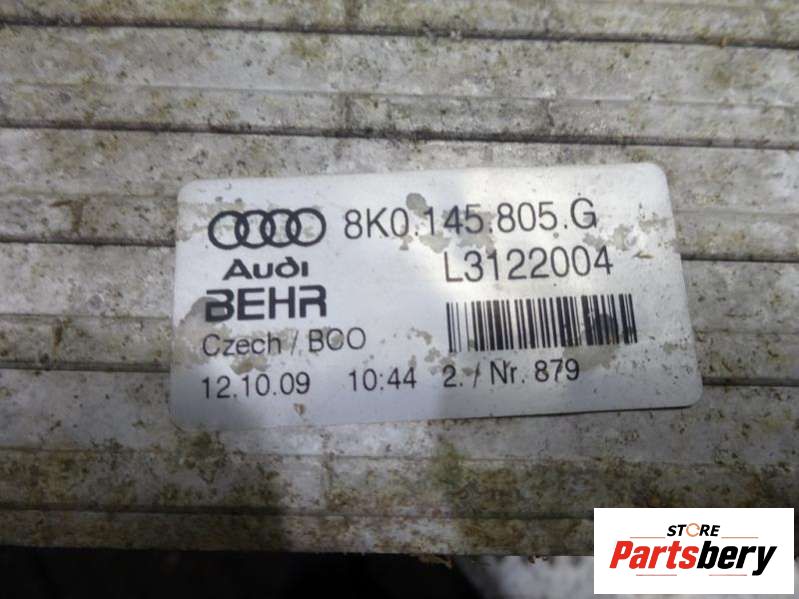 8K0.145.805.G
Audi
L3122004
BEHR
Czech / BCO
12.10.09 10:44 2. / Nr. 879
STORE
Partsbery